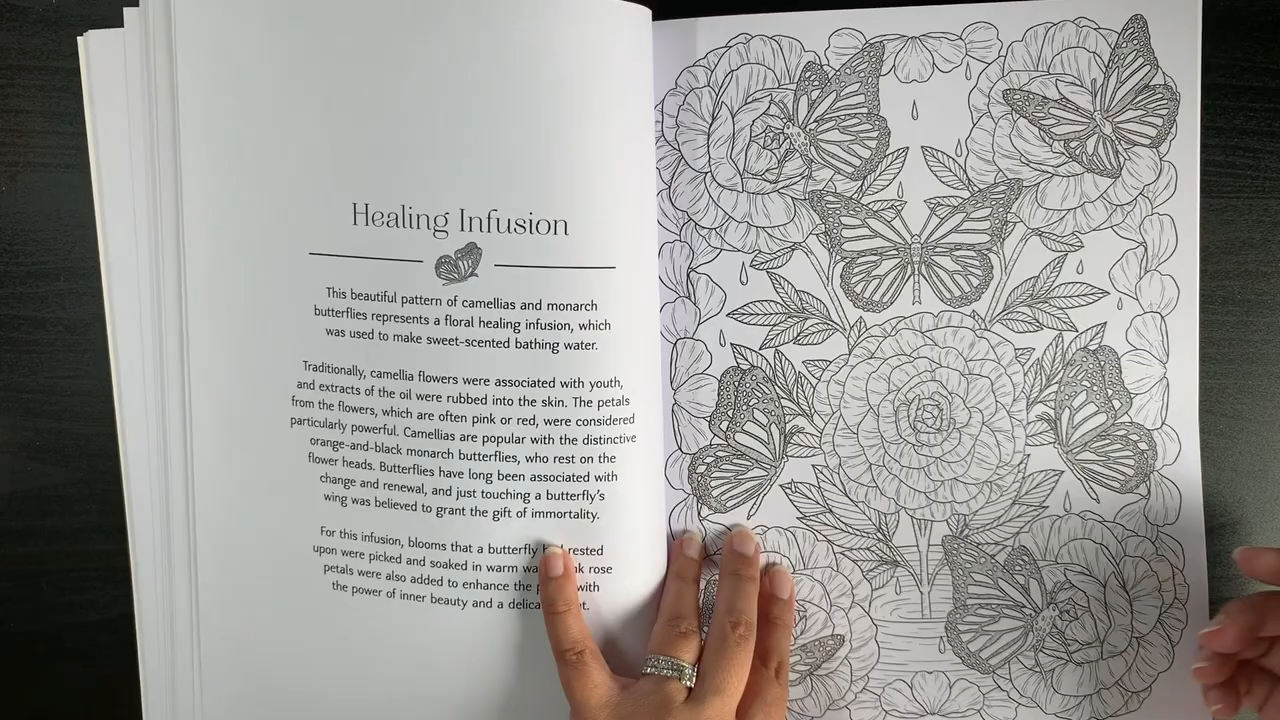 Healing Infusion
This beautiful pattern of camellias and monarch
butterflies represents a floral healing infusion, which
was used to make sweet-scented bathing water.
Traditionally, camellia flowers were associated with youth,
and extracts of the oil were rubbed into the skin. The petals
from the flowers, which are often pink or red, were considered
particularly powerful. Camellias are popular with the distinctive
orange-and-black monarch butterflies, who rest on the
flower heads. Butterflies have long been associated with
change and renewal, and just touching a butterfly's
wing was believed to grant the gift of immortality.
For this infusion, blooms that a butterfly rested
upon were picked and soaked in warm rose
petals were also added to enhance the with
the power of inner beauty and a